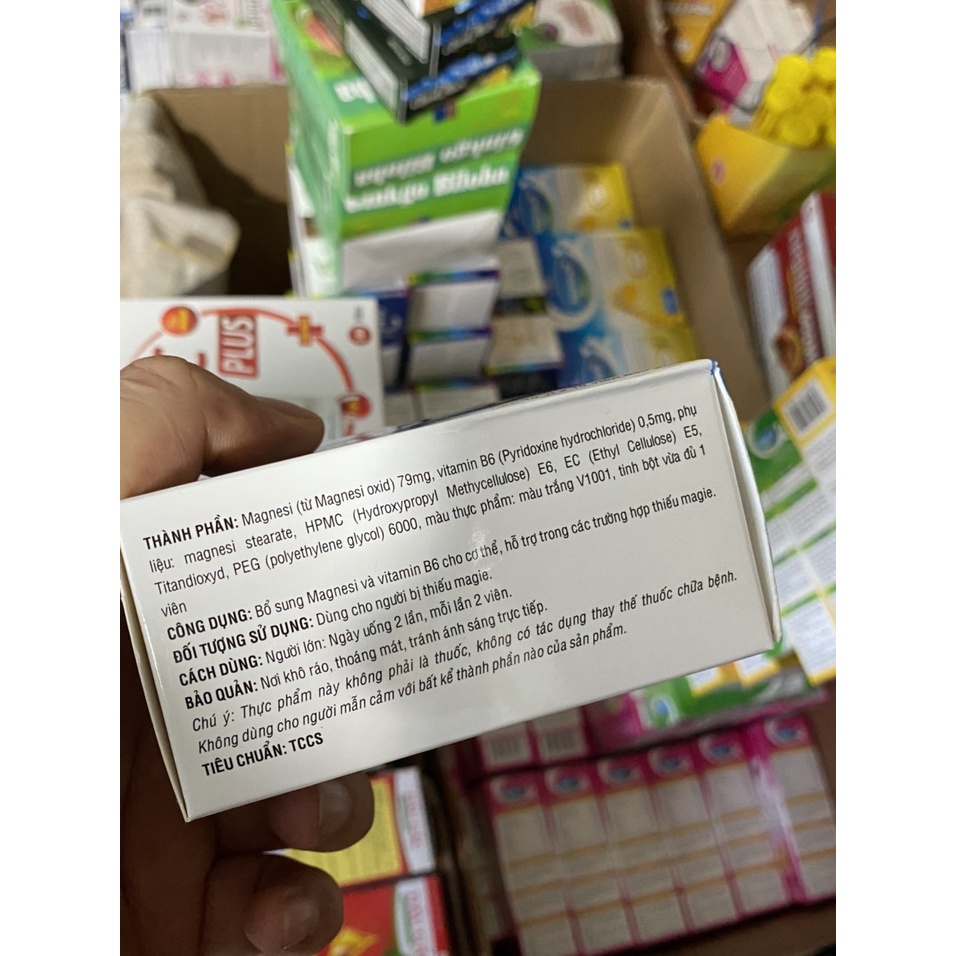 Ginkgo Biloba
Ginkgo Biloba
PLUS
THÀNH PHẦN: Magnesi (từ Magnesi oxid) 79mg, vitamin B6 (Pyridoxine hydrochloride) 0,5mg, phụ
liệu: magnesi stearate, HPMC (Hydroxypropyl Methycellulose) E6, EC (Ethyl Cellulose) E5,
Titandioxyd, PEG (polyethylene glycol) 6000, màu thực phẩm: màu trắng V1001, tinh bột vừa đủ 1
viên
CÔNG DỤNG: Bổ sung Magnesi và vitamin B6 cho cơ thể, hỗ trợ trong các trường hợp thiếu magie.
ĐỐI TƯỢNG SỬ DỤNG: Dùng cho người bị thiếu magie.
CÁCH DÙNG: Người lớn: Ngày uống 2 lần, mỗi lần 2 viên.
BẢO QUẢN: Nơi khô ráo, thoáng mát, tránh ánh sáng trực tiếp.
Chú ý: Thực phẩm này không phải là thuốc, không có tác dụng thay thế thuốc chữa bệnh.
Không dùng cho người mẫn cảm với bất kể thành phần nào của sản phẩm.
TIÊU CHUẨN: TCCS